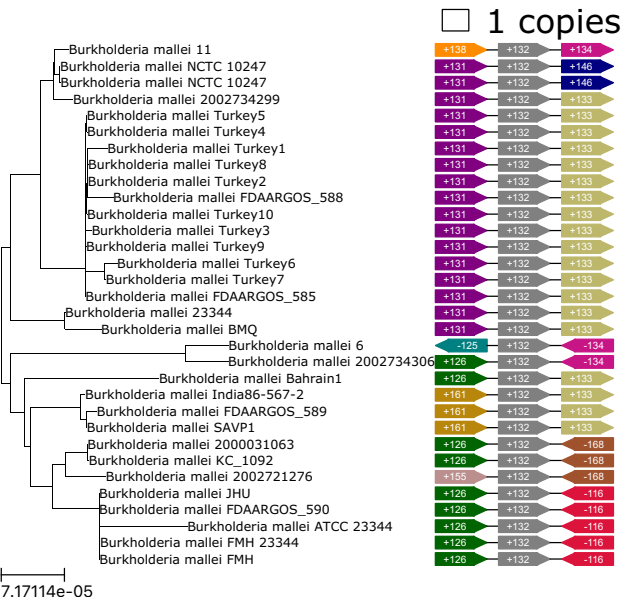 1 copies
Burkholderia mallei 11 +138 +132 +134
Burkholderia mallei NCTC 10247 +131 +132 +146
Burkholderia mallei NCTC 10247 +131 +132 +146
Burkholderia mallei 2002734299 +131 +132 +133
Burkholderia mallei Turkey5 +131 +132 +133
Burkholderia mallei Turkey4 +131 +132 +133
Burkholderia mallei Turkey1 +131 +132 +133
Burkholderia mallei Turkey8 +131 +132 +133
Burkholderia mallei Turkey2 +131 +132 +133
Burkholderia mallei FDAARGOS_588 +131 +132 +133
Burkholderia mallei Turkey10 +131 +132 +133
Burkholderia mallei Turkey3 +131 +132 +133
Burkholderia mallei Turkey9 +131 +132 +133
Burkholderia mallei Turkey6 +131 +132 +133
Burkholderia mallei Turkey7 +131 +132 +133
Burkholderia mallei FDAARGOS_585 +131 +132 +133
Burkholderia mallei 23344 +131 +132 +133
Burkholderia mallei BMQ +131 +132 +133
Burkholderia mallei 6 -125 +132 -134
Burkholderia mallei 2002734306 +126 +132 -134
Burkholderia mallei Bahrain1 +126 +132 +133
Burkholderia mallei India86-567-2 +161 +132 +133
Burkholderia mallei FDAARGOS_589 +161 +132 +133
Burkholderia mallei SAVP1 +161 +132 +133
Burkholderia mallei 2000031063 +126 +132 -168
Burkholderia mallei KC_1092 +126 +132 -168
Burkholderia mallei 2002721276 +155 +132 -168
Burkholderia mallei JHU +126 +132 -116
Burkholderia mallei FDAARGOS_590 +126 +132 -116
Burkholderia mallei ATCC 23344 +126 +132 -116
Burkholderia mallei FMH 23344 +126 +132 -116
Burkholderia mallei FMH +126 +132 -116
7.17114e-05